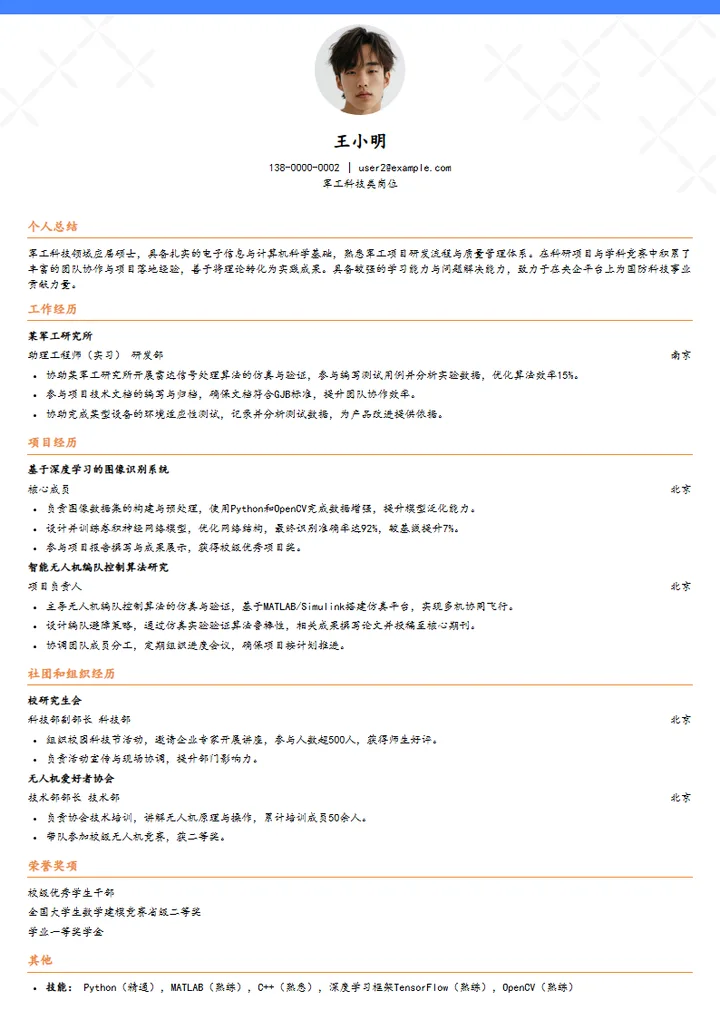 王小明
138-0000-0002 | user2@example.com
军工科技类岗位
个人总结
军工科技领域应届硕士，具备扎实的电子信息与计算机科学基础，熟悉军工项目研发流程与质量管理体系。在科研项目与学科竞赛中积累了
丰富的团队协作与项目落地经验，善于将理论转化为实践成果。具备较强的学习能力与问题解决能力，致力于在央企平台上为国防科技事业
贡献力量。
工作经历
某军工研究所
助理工程师（实习） 研发部 南京
• 协助某军工研究所开展雷达信号处理算法的仿真与验证，参与编写测试用例并分析实验数据，优化算法效率15%。
• 参与项目技术文档的编写与归档，确保文档符合GJB标准，提升团队协作效率。
• 协助完成某型设备的环境适应性测试，记录并分析测试数据，为产品改进提供依据。
项目经历
基于深度学习的图像识别系统
核心成员 北京
• 负责图像数据集的构建与预处理，使用Python和OpenCV完成数据增强，提升模型泛化能力。
• 设计并训练卷积神经网络模型，优化网络结构，最终识别准确率达92%，较基线提升7%。
• 参与项目报告撰写与成果展示，获得校级优秀项目奖。
智能无人机编队控制算法研究
项目负责人 北京
• 主导无人机编队控制算法的仿真与验证，基于MATLAB/Simulink搭建仿真平台，实现多机协同飞行。
• 设计编队避障策略，通过仿真实验验证算法鲁棒性，相关成果撰写论文并投稿至核心期刊。
• 协调团队成员分工，定期组织进度会议，确保项目按计划推进。
社团和组织经历
校研究生会
科技部副部长 科技部 北京
• 组织校园科技节活动，邀请企业专家开展讲座，参与人数超500人，获得师生好评。
• 负责活动宣传与现场协调，提升部门影响力。
无人机爱好者协会
技术部部长 技术部 北京
• 负责协会技术培训，讲解无人机原理与操作，累计培训成员50余人。
• 带队参加校级无人机竞赛，获二等奖。
荣誉奖项
校级优秀学生干部
全国大学生数学建模竞赛省级二等奖
学业一等奖学金
其他
• 技能： Python（精通），MATLAB（熟练），C++（熟悉），深度学习框架TensorFlow（熟练），OpenCV（熟练）